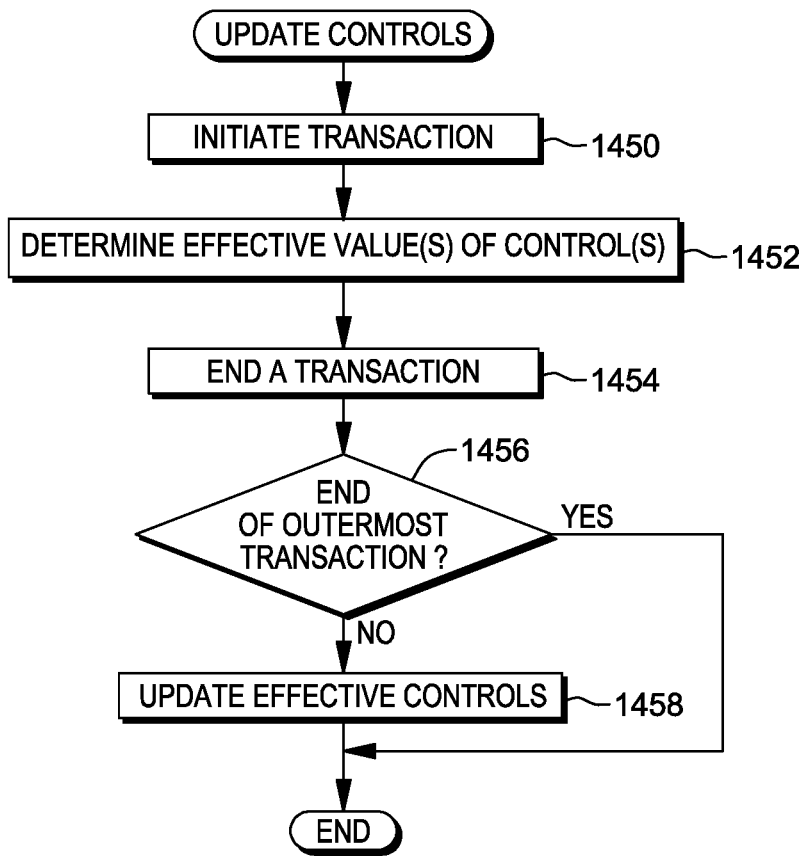 UPDATE CONTROLS
INITIATE TRANSACTION
1450
DETERMINE EFFECTIVE VALUE(S) OF CONTROL(S)
1452
END A TRANSACTION
1454
1456
END
OF OUTERMOST
TRANSACTION ?
YES
NO
UPDATE EFFECTIVE CONTROLS
1458
END